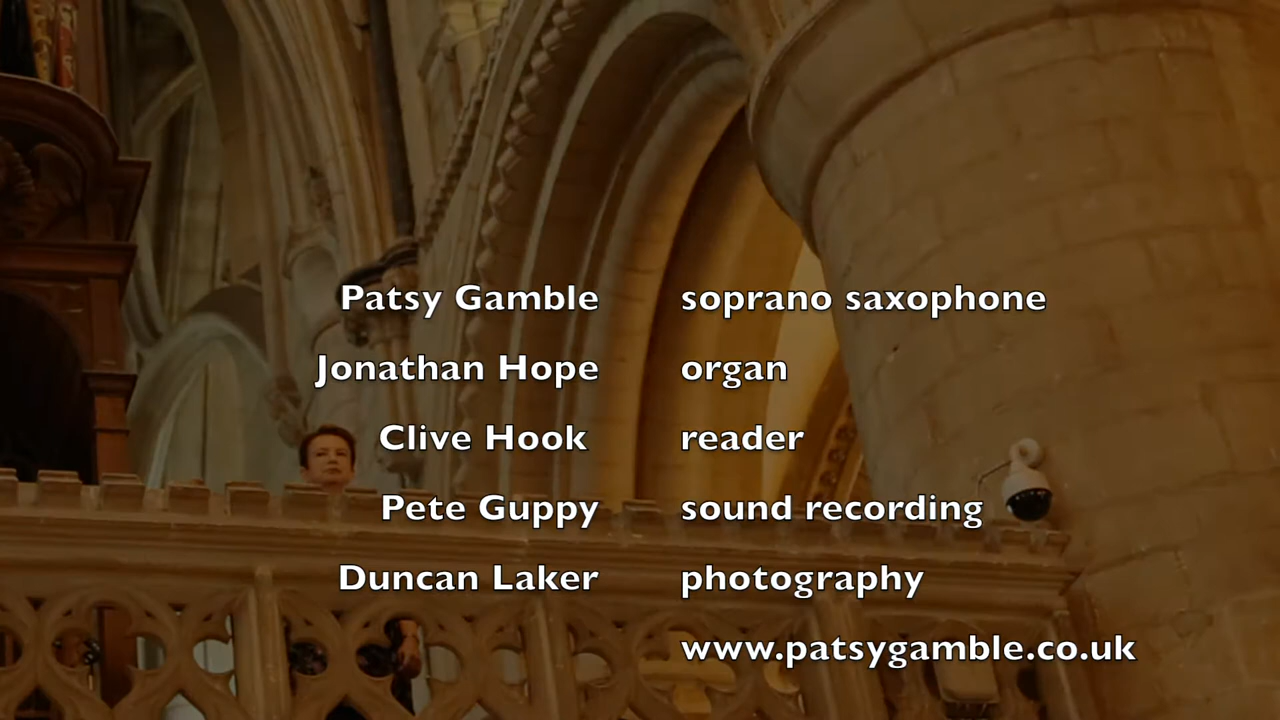 Patsy Gamble soprano saxophone
Jonathan Hope organ
Clive Hook reader
Pete Guppy sound recording
Duncan Laker photography
www.patsygamble.co.uk